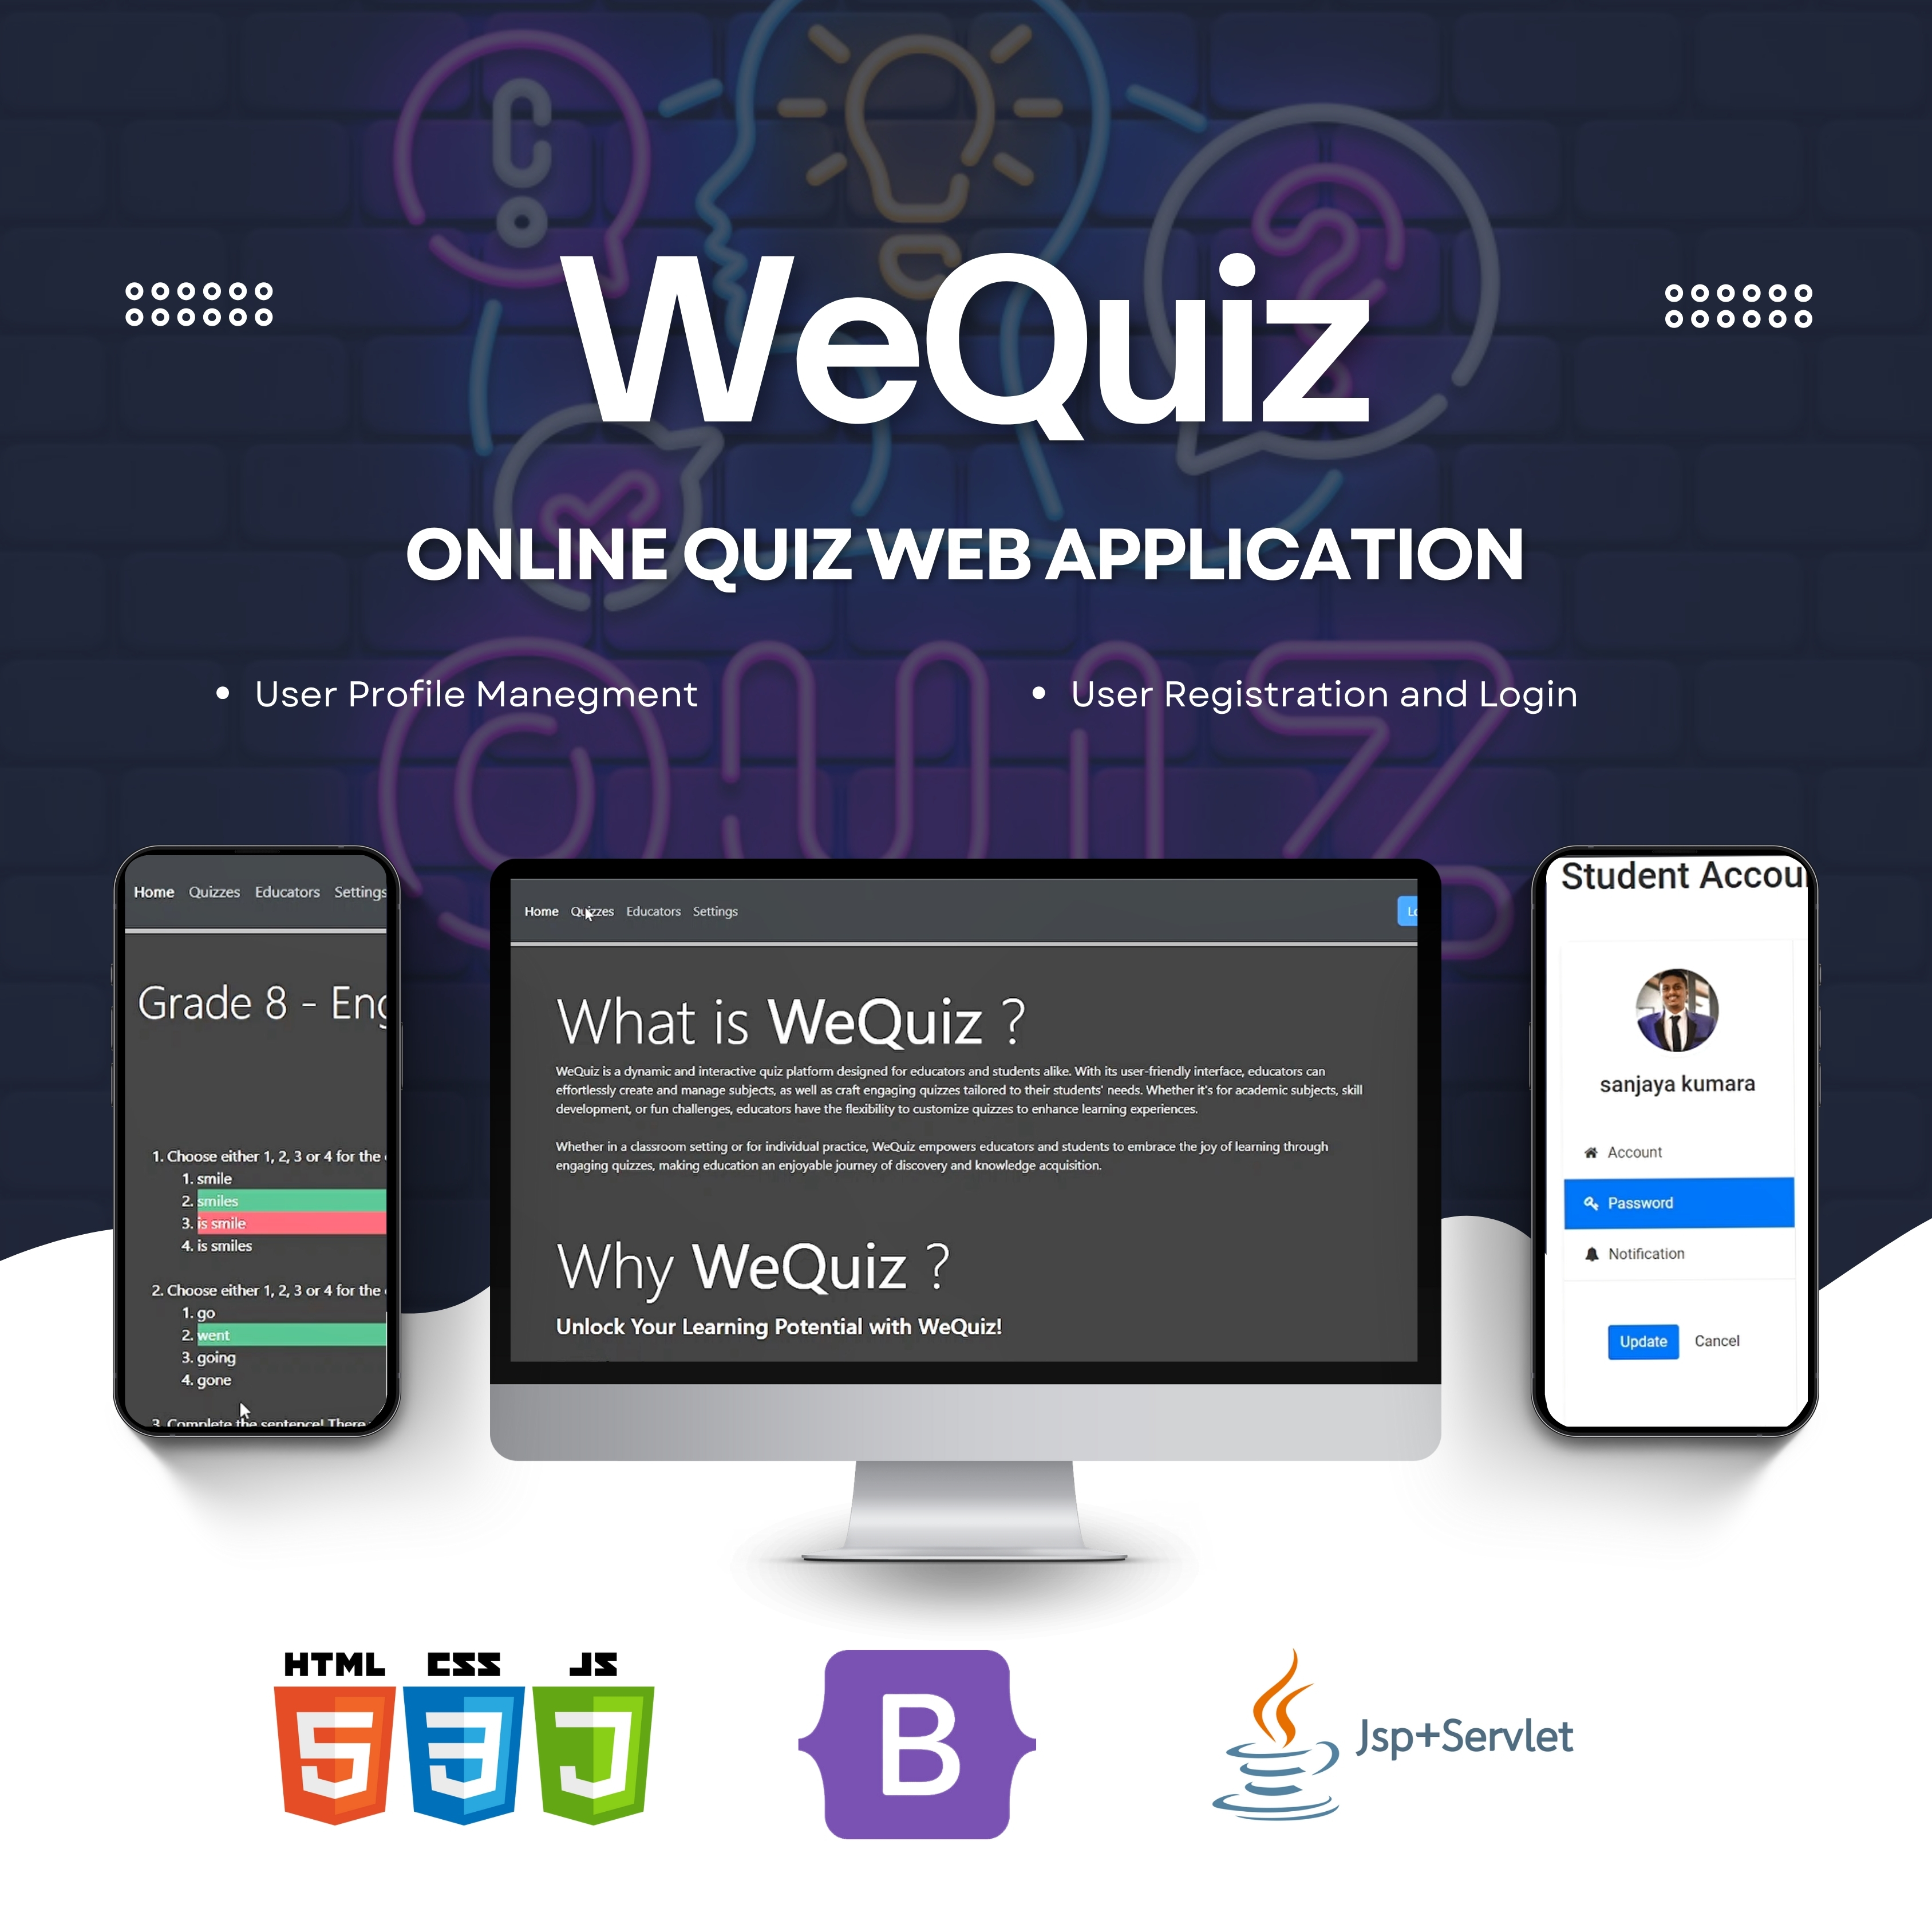 WeQuiz
ONLINE QUIZ WEB APPLICATION
QUIZ
• User Profile Manegment
• User Registration and Login
Home Quizzes Educators Settings
Grade 8 - Eng
1. Choose either 1, 2, 3 or 4 for the
1. smile
2. smiles
3. is smile
4. is smiles
2. Choose either 1, 2, 3 or 4 for the
1. go
2. went
3. going
4. gone
3. Complete the sentence! There
Home Quizzes Educators Settings
What is WeQuiz ?
WeQuiz is a dynamic and interactive quiz platform designed for educators and students alike. With its user-friendly interface, educators can
effortlessly create and manage subjects, as well as craft engaging quizzes tailored to their students' needs. Whether it's for academic subjects, skill
development, or fun challenges, educators have the flexibility to customize quizzes to enhance learning experiences.
Whether in a classroom setting or for individual practice, WeQuiz empowers educators and students to embrace the joy of learning through
engaging quizzes, making education an enjoyable journey of discovery and knowledge acquisition.
Why WeQuiz ?
Unlock Your Learning Potential with WeQuiz!
Student Accou
sanjaya kumara
Account
Password
Notification
Update Cancel
HTML CSS JS
5 3 J
B
Jsp+Servlet